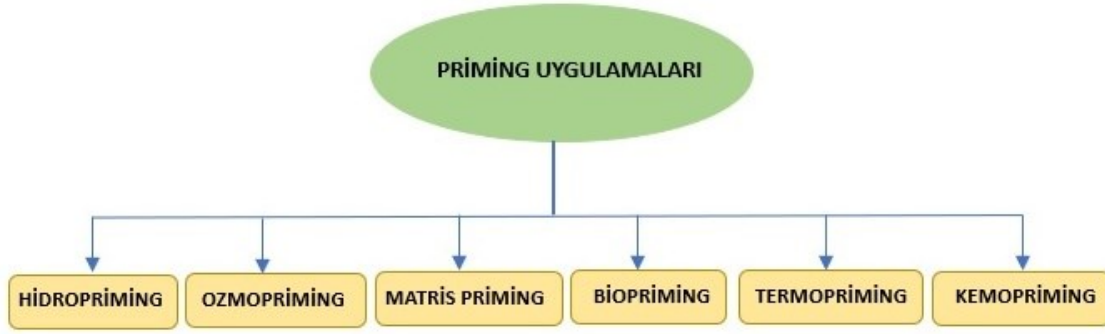 PRİMİNG UYGULAMALARI
HİDROPRİMİNG
OZMOPRİMİNG
MATRİS PRİMİNG
BİOPRİMİNG
TERMOPRİMİNG
KEMOPRİMİNG